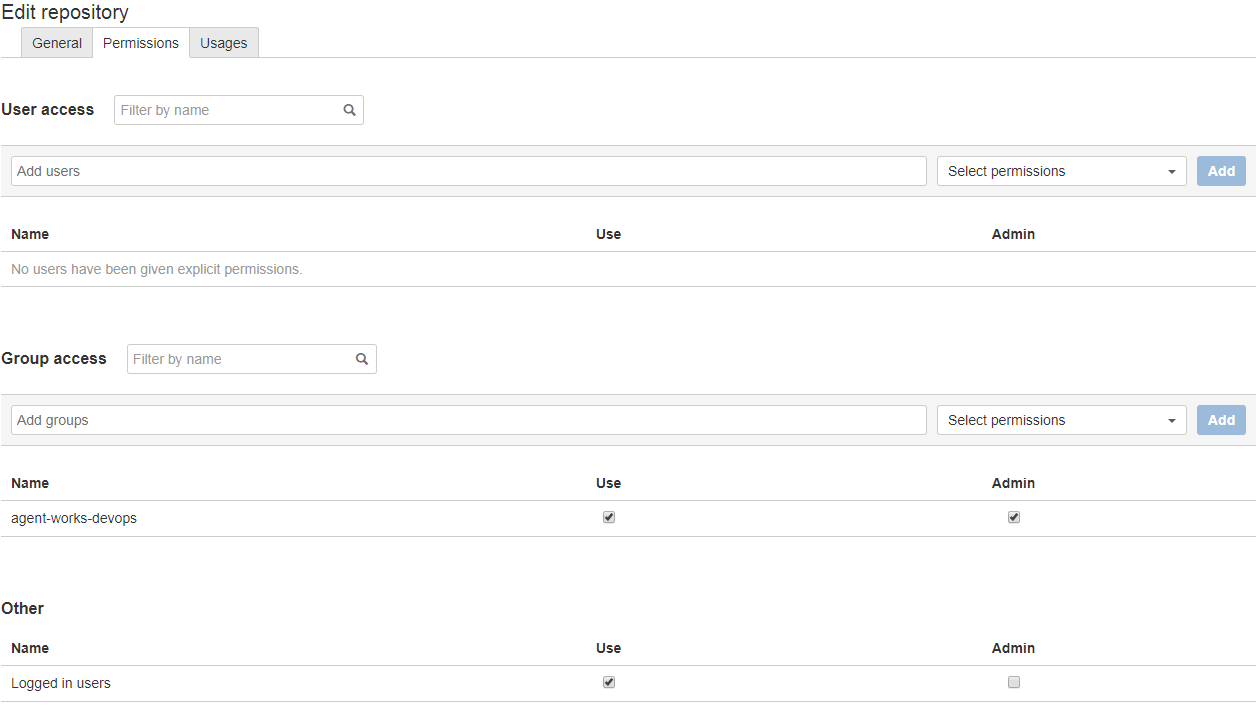 Edit repository
General Permissions Usages
User access Filter by name
Add users Select permissions Add
Name Use Admin
No users have been given explicit permissions.
Group access Filter by name
Add groups Select permissions Add
Name Use Admin
agent-works-devops
Other
Name Use Admin
Logged in users